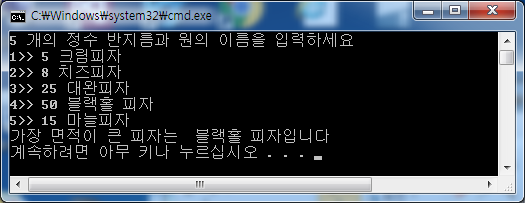 C:\Windows\system32\cmd.exe
5 개의 정수 반지름과 원의 이름을 입력하세요
1>> 5 크림피자
2>> 8 치즈피자
3>> 25 대완피자
4>> 50 블랙홀 피자
5>> 15 마늘피자
가장 면적이 큰 피자는  블랙홀 피자입니다
계속하려면 아무 키나 누르십시오 . . .